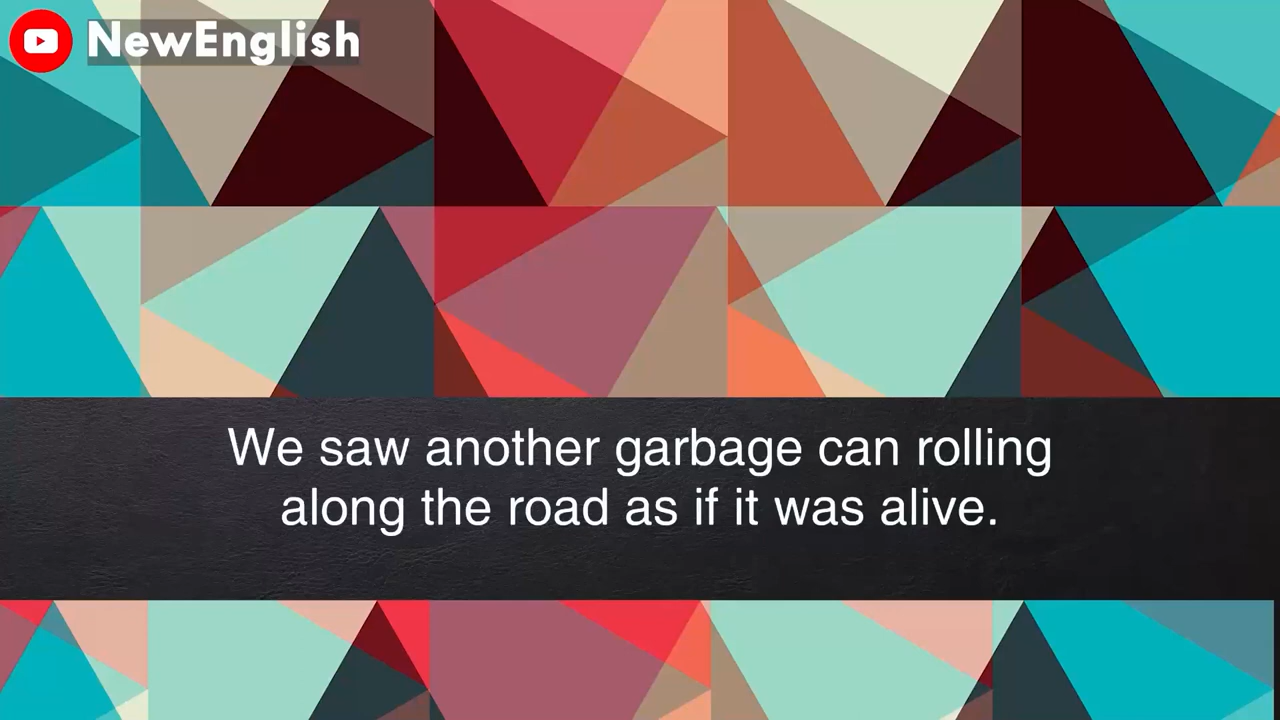 NewEnglish
We saw another garbage can rolling
along the road as if it was alive.